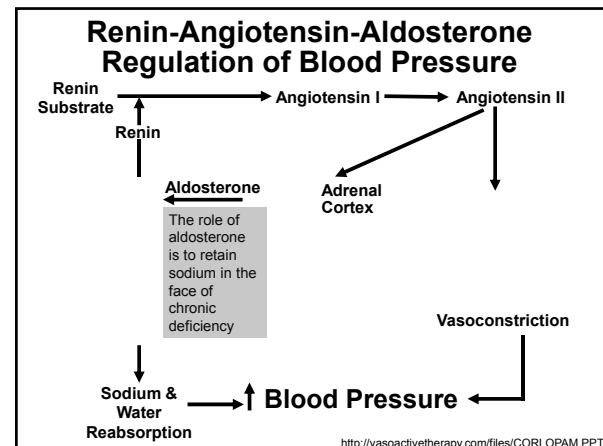 Renin-Angiotensin-Aldosterone
Regulation of Blood Pressure
Renin
Substrate
Angiotensin I
Angiotensin II
Renin
Aldosterone
Adrenal
Cortex
The role of
aldosterone
is to retain
sodium in the
face of
chronic
deficiency
Vasoconstriction
Sodium &
Water
Reabsorption
Blood Pressure
http://vasoactivetherapy.com/files/CORLOPAM.PPT